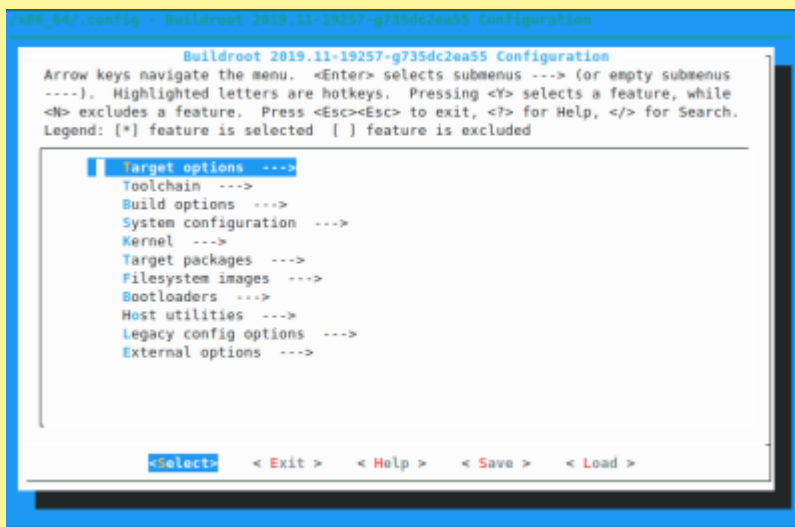 /x86_64/.config - Buildroot 2019.11-19257-g735dc2ea55 Configuration
Buildroot 2019.11-19257-g735dc2ea55 Configuration
Arrow keys navigate the menu. <Enter> selects submenus ---> (or empty submenus
----). Highlighted letters are hotkeys. Pressing <Y> selects a feature, while
<N> excludes a feature. Press <Esc><Esc> to exit, <?> for Help, </> for Search.
Legend: [*] feature is selected [ ] feature is excluded
Target options --->
Toolchain --->
Build options --->
System configuration --->
Kernel --->
Target packages --->
Filesystem images --->
Bootloaders --->
Host utilities --->
Legacy config options --->
External options --->
<Select> < Exit > < Help > < Save > < Load >